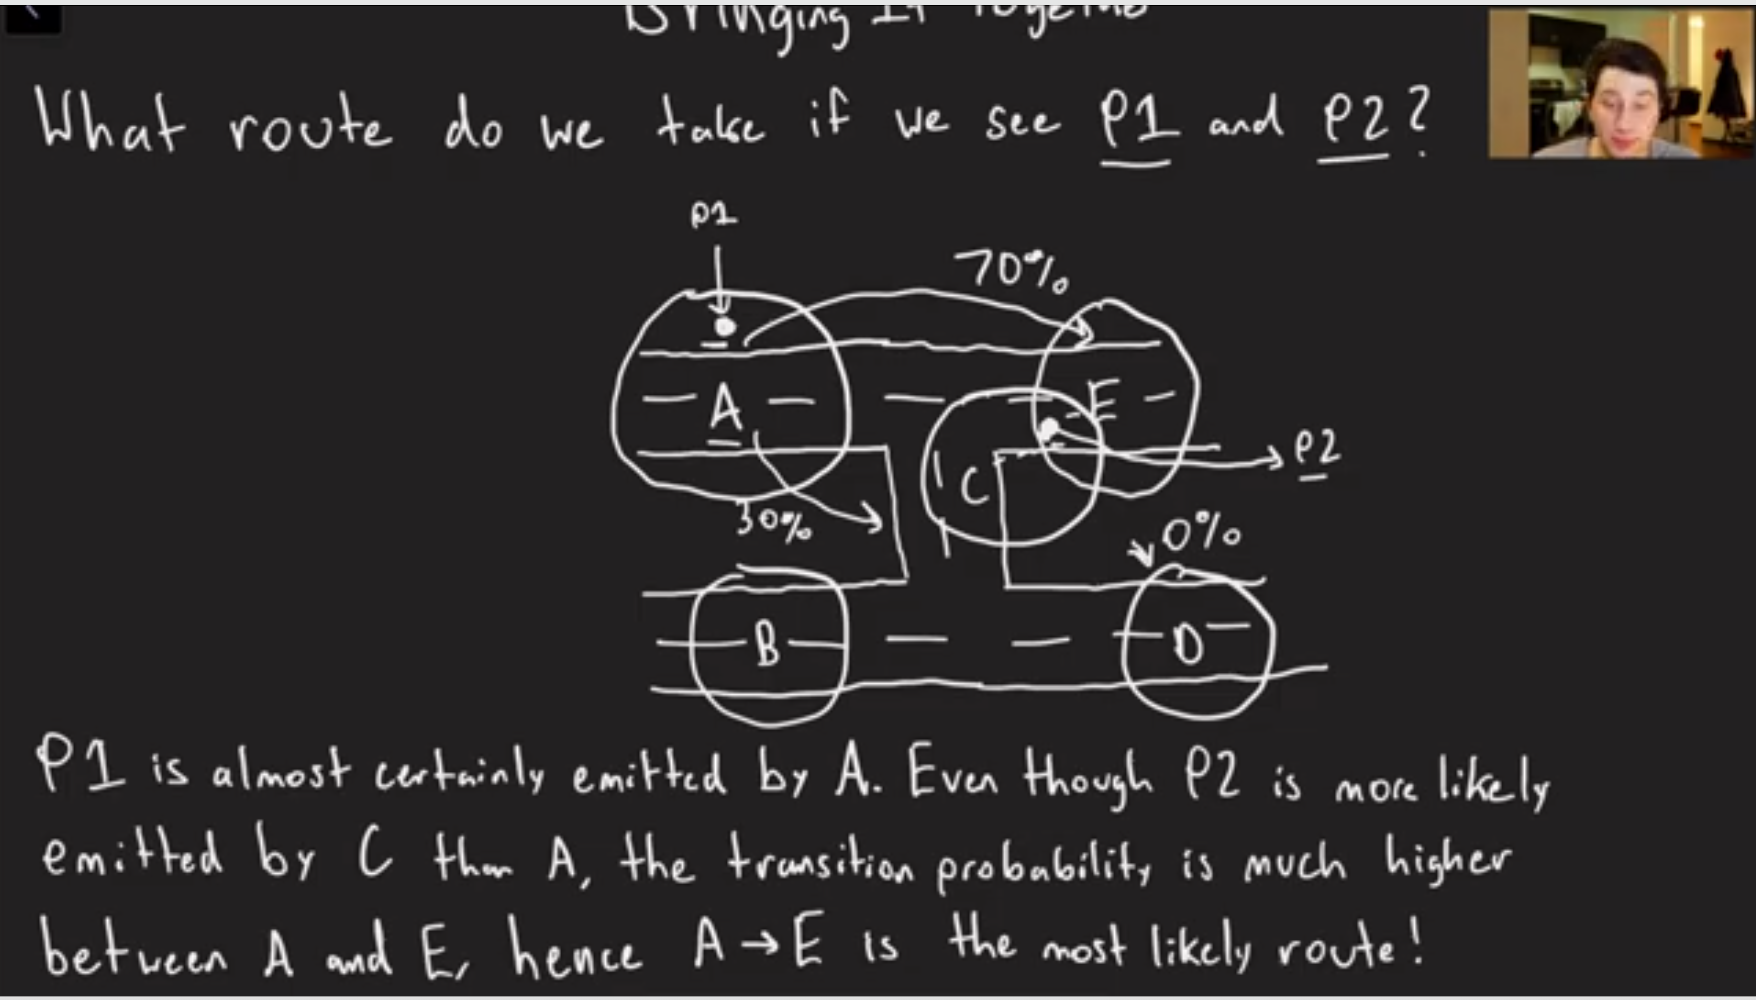 Bringing It Together
What route do we take if we see P1 and P2?
P1
70%
A
E
C
P2
30%
0%
B
D
P1 is almost certainly emitted by A. Even though P2 is more likely
emitted by C than A, the transition probability is much higher
between A and E, hence A → E is the most likely route!